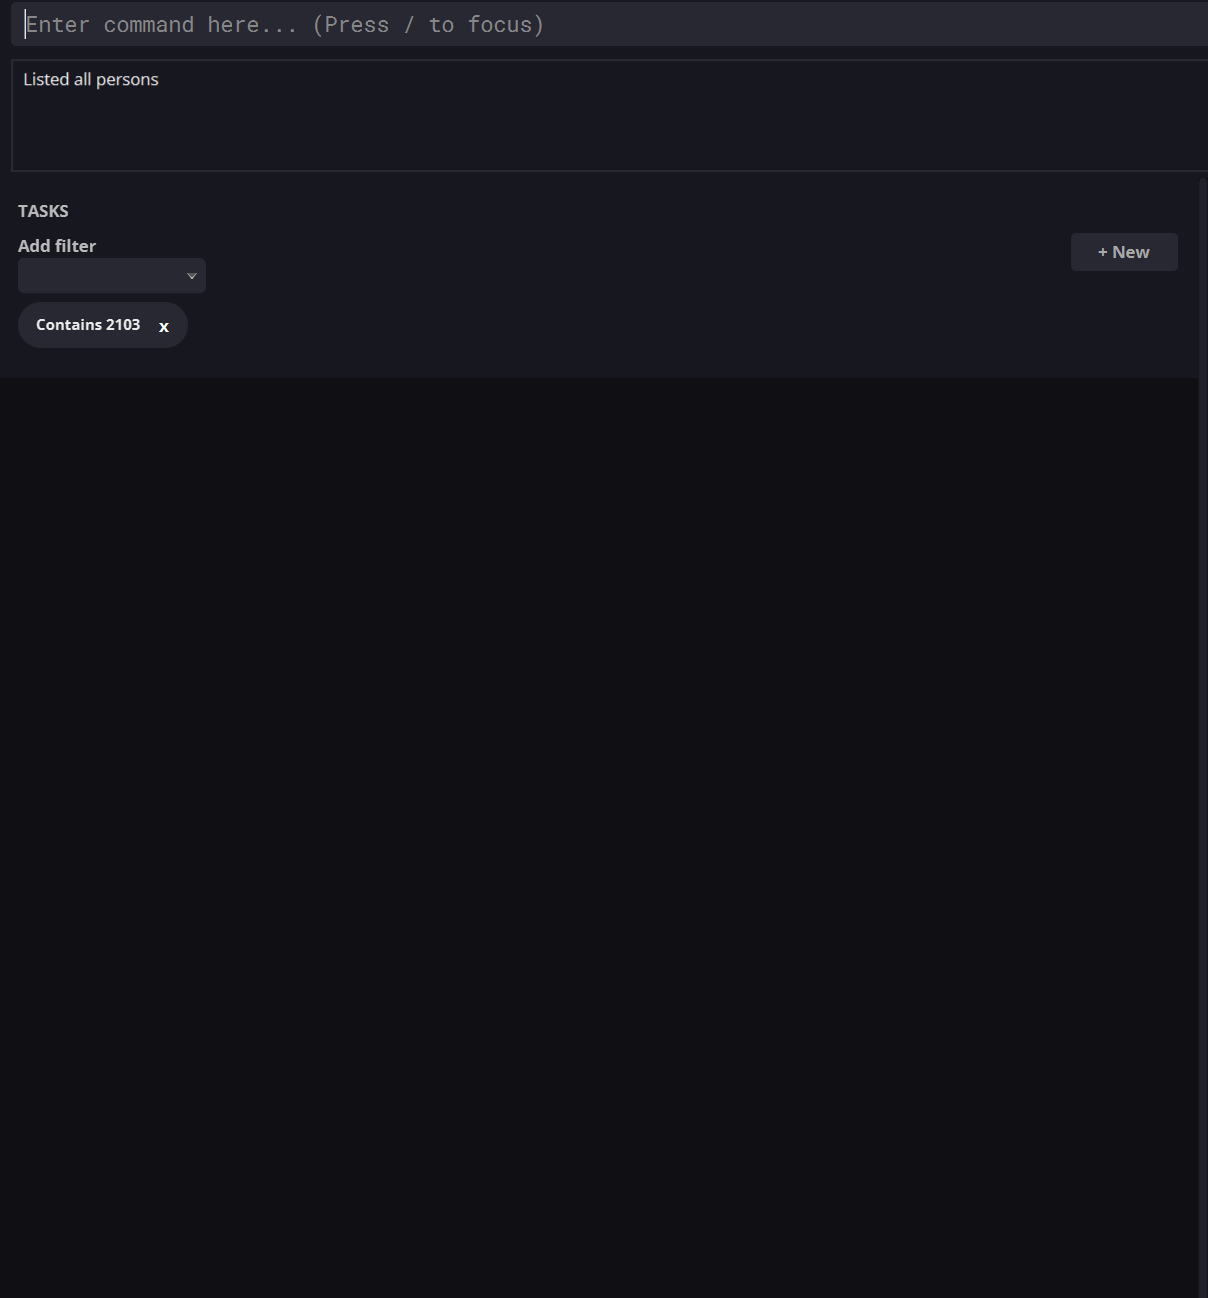 Enter command here... (Press / to focus)
Listed all persons
TASKS
Add filter
+ New
Contains 2103 x